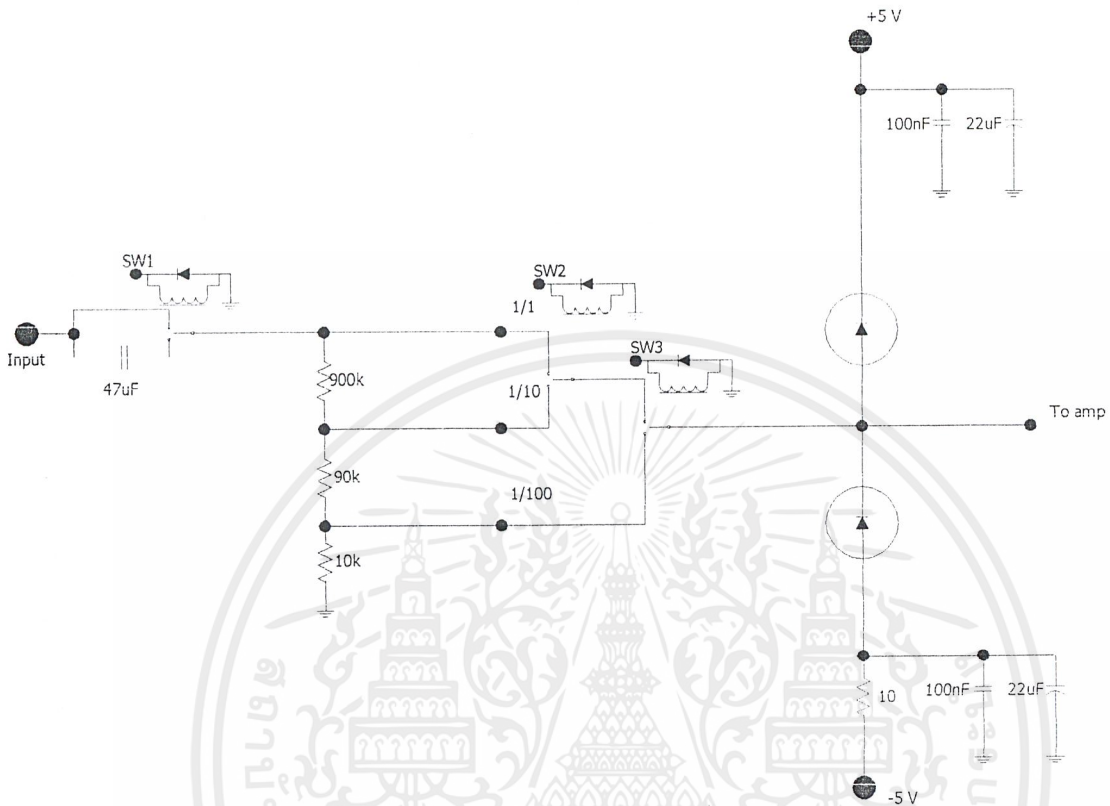 +5 V
100nF
22uF
SW1
SW2
1/1
Input
47uF
SW3
900k
1/10
To amp
90k
1/100
10k
10
100nF
22uF
-5 V